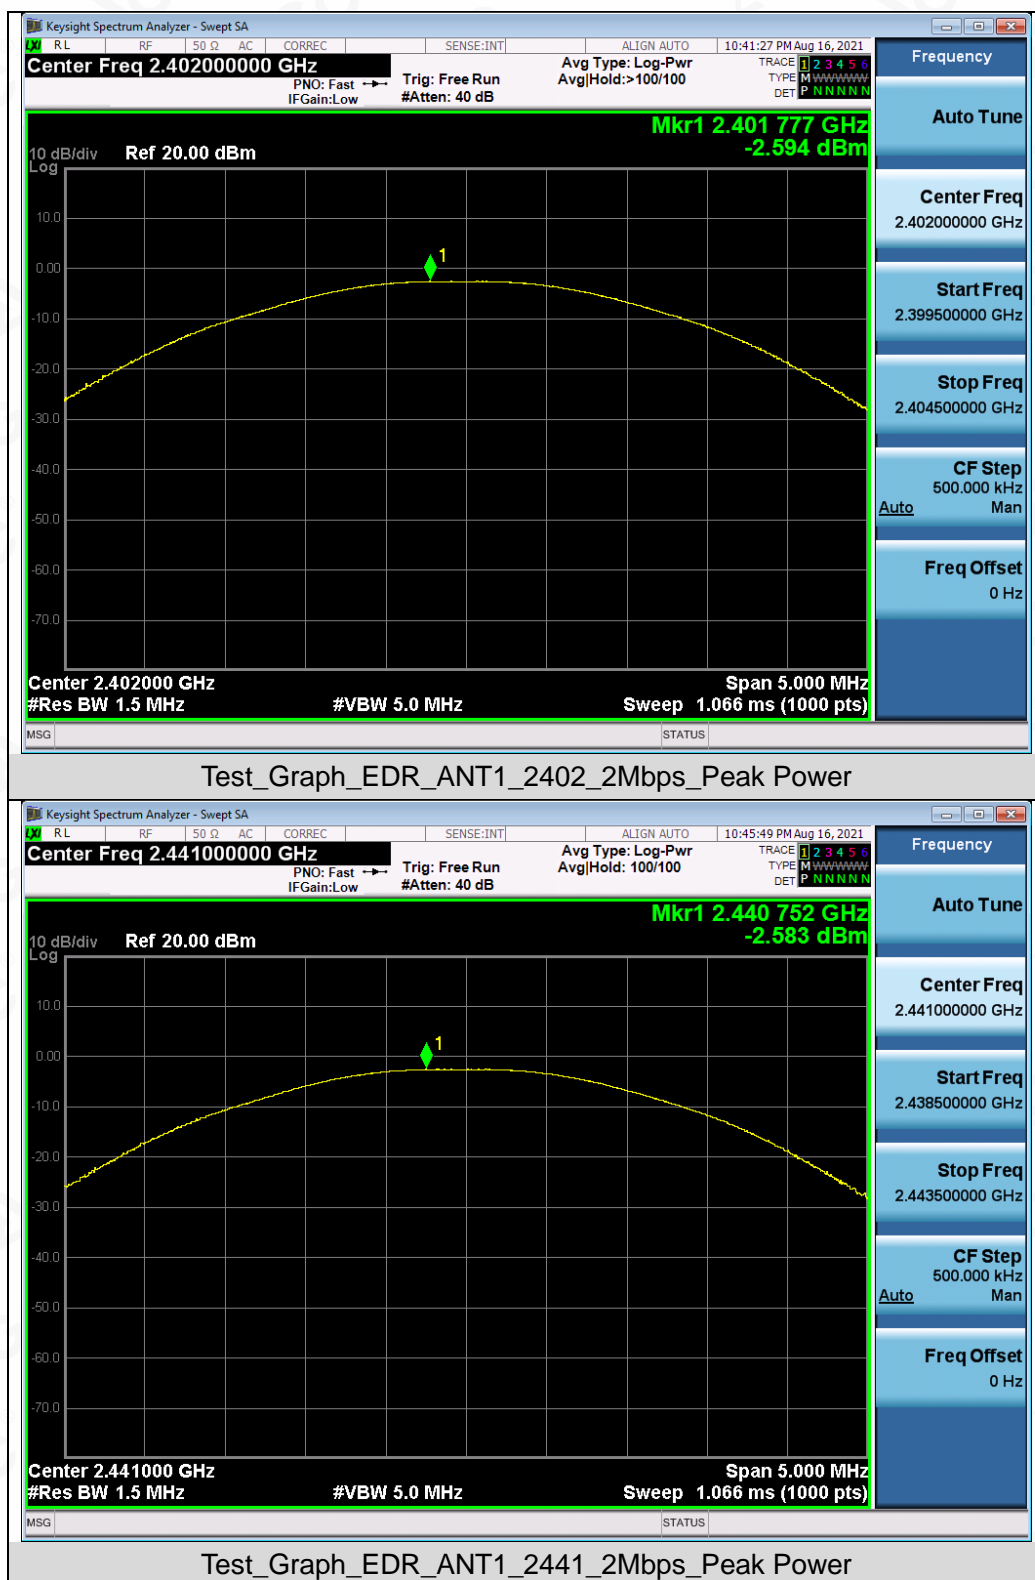 Keysight Spectrum Analyzer - Swept SA
LXI RL RF 50 Ω AC CORREC SENSE:INT ALIGN AUTO 10:41:27 PM Aug 16, 2021
Center Freq 2.402000000 GHz
PNO: Fast
IFGain:Low
Trig: Free Run
#Atten: 40 dB
Avg Type: Log-Pwr
Avg|Hold:>100/100
TRACE 1 2 3 4 5 6
TYPE M WWWWW
DET P N N N N N
Mkr1 2.401 777 GHz
-2.594 dBm
10 dB/div Ref 20.00 dBm
Log
10.0
0.00
-10.0
-20.0
-30.0
-40.0
-50.0
-60.0
-70.0
1
Center 2.402000 GHz Span 5.000 MHz
#Res BW 1.5 MHz #VBW 5.0 MHz Sweep 1.066 ms (1000 pts)
MSG STATUS
Frequency
Auto Tune
Center Freq
2.402000000 GHz
Start Freq
2.399500000 GHz
Stop Freq
2.404500000 GHz
CF Step
500.000 kHz
Auto Man
Freq Offset
0 Hz
Test_Graph_EDR_ANT1_2402_2Mbps_Peak Power
Keysight Spectrum Analyzer - Swept SA
LXI RL RF 50 Ω AC CORREC SENSE:INT ALIGN AUTO 10:45:49 PM Aug 16, 2021
Center Freq 2.441000000 GHz
PNO: Fast
IFGain:Low
Trig: Free Run
#Atten: 40 dB
Avg Type: Log-Pwr
Avg|Hold: 100/100
TRACE 1 2 3 4 5 6
TYPE M WWWWW
DET P N N N N N
Mkr1 2.440 752 GHz
-2.583 dBm
10 dB/div Ref 20.00 dBm
Log
10.0
0.00
-10.0
-20.0
-30.0
-40.0
-50.0
-60.0
-70.0
1
Center 2.441000 GHz Span 5.000 MHz
#Res BW 1.5 MHz #VBW 5.0 MHz Sweep 1.066 ms (1000 pts)
MSG STATUS
Frequency
Auto Tune
Center Freq
2.441000000 GHz
Start Freq
2.438500000 GHz
Stop Freq
2.443500000 GHz
CF Step
500.000 kHz
Auto Man
Freq Offset
0 Hz
Test_Graph_EDR_ANT1_2441_2Mbps_Peak Power